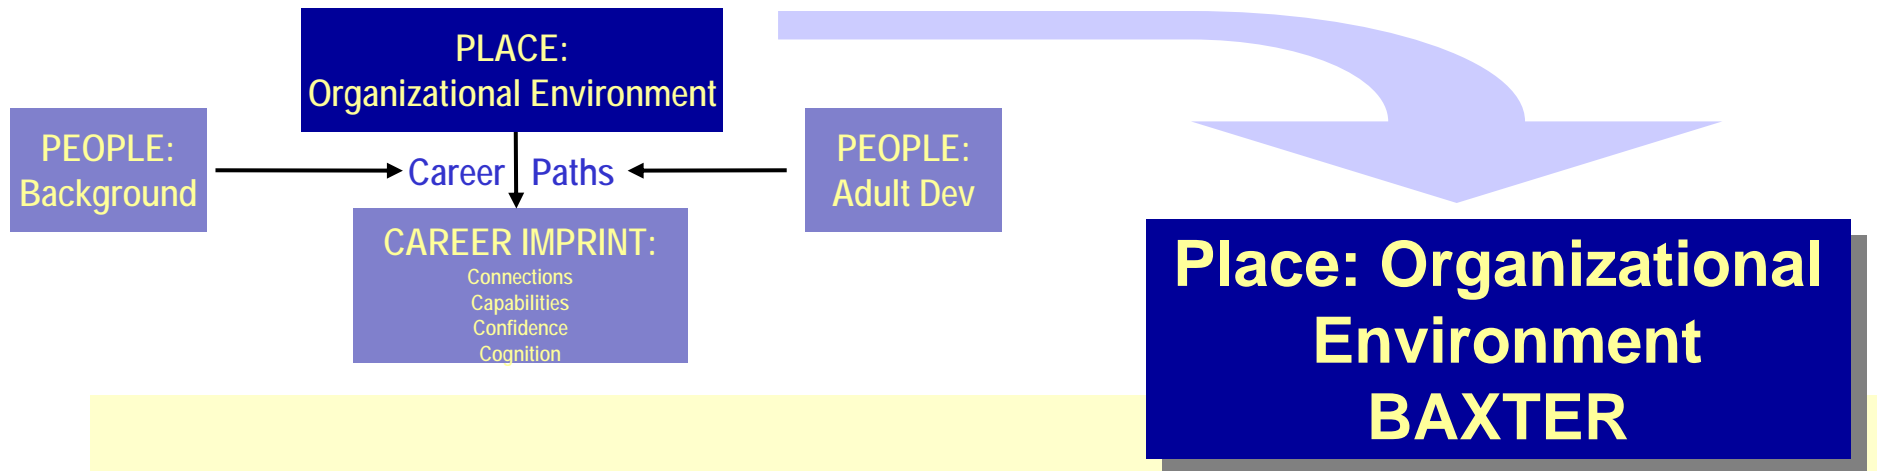 PLACE:
Organizational Environment
PEOPLE:
Background
Career Paths
PEOPLE:
Adult Dev
CAREER IMPRINT:
Connections
Capabilities
Confidence
Cognition
Place: Organizational
Environment
BAXTER